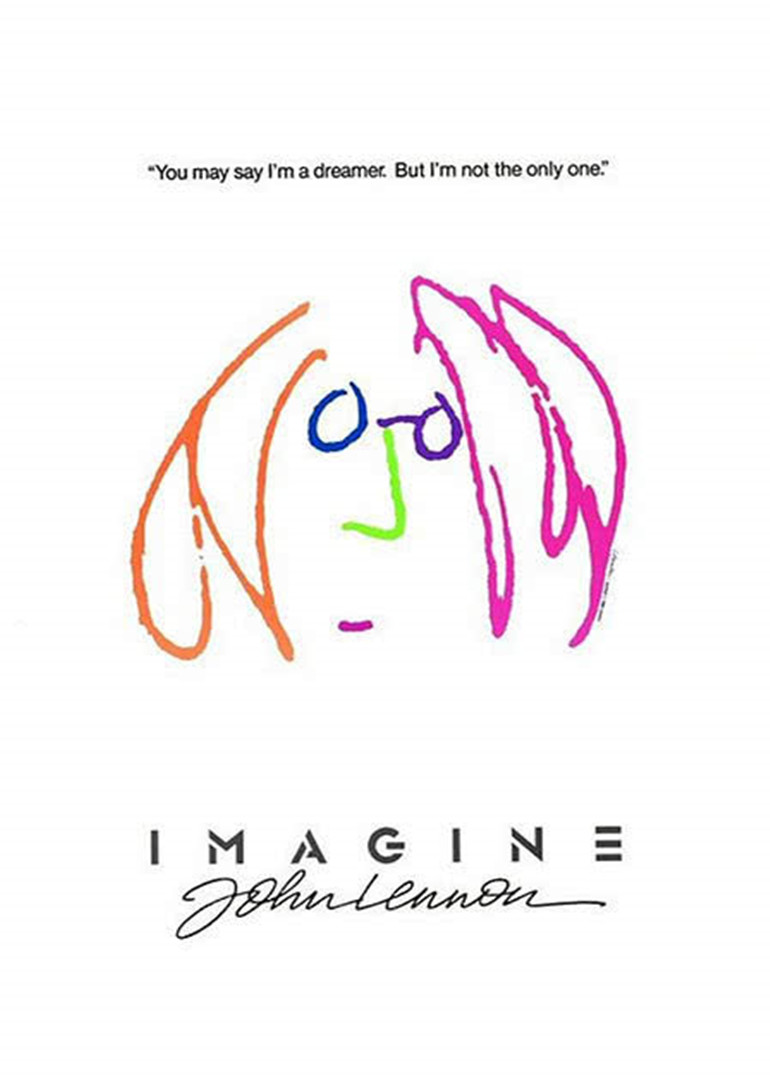 “You may say I’m a dreamer. But I’m not the only one.”
IMAGINE
John Lennon